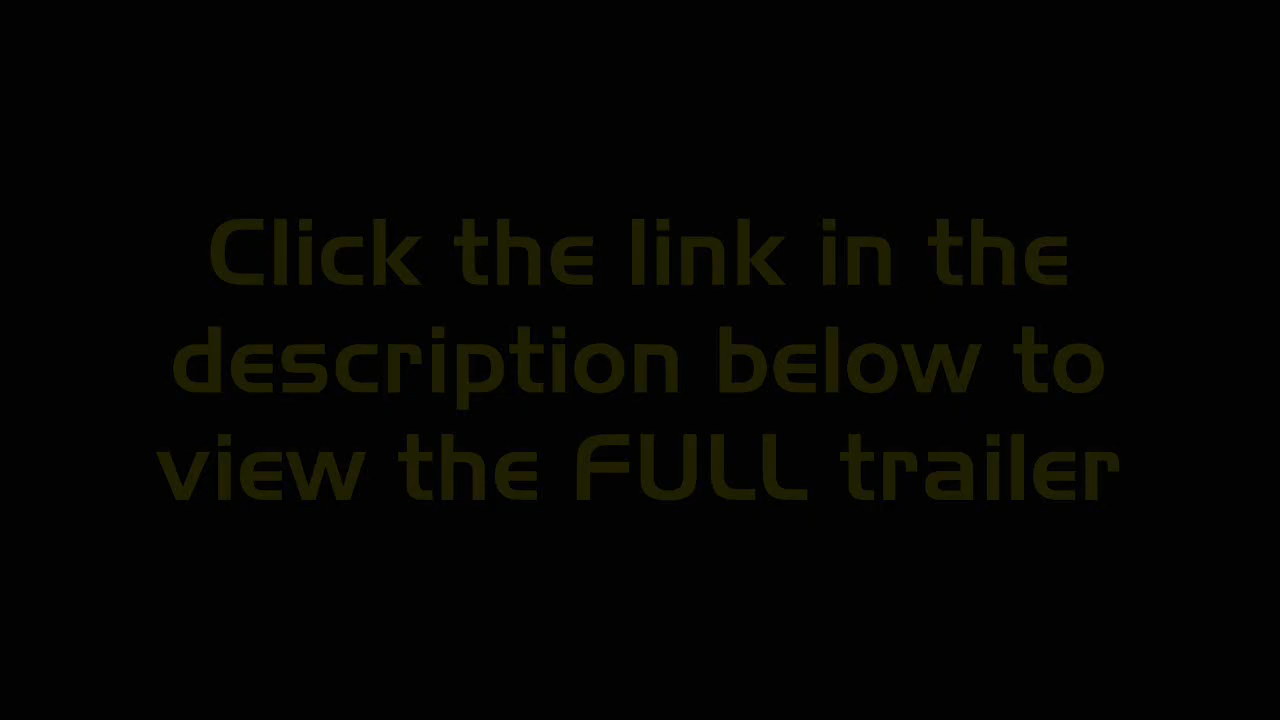 Click the link in the
description below to
view the FULL trailer